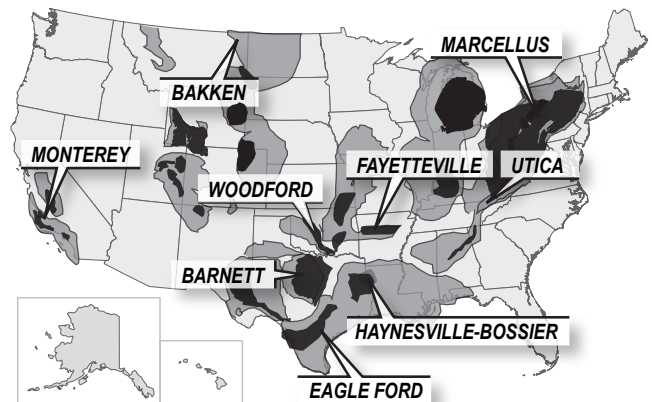 MARCELLUS
BAKKEN
MONTEREY
FAYETTEVILLE
UTICA
WOODFORD
BARNETT
HAYNESVILLE-BOSSIER
EAGLE FORD